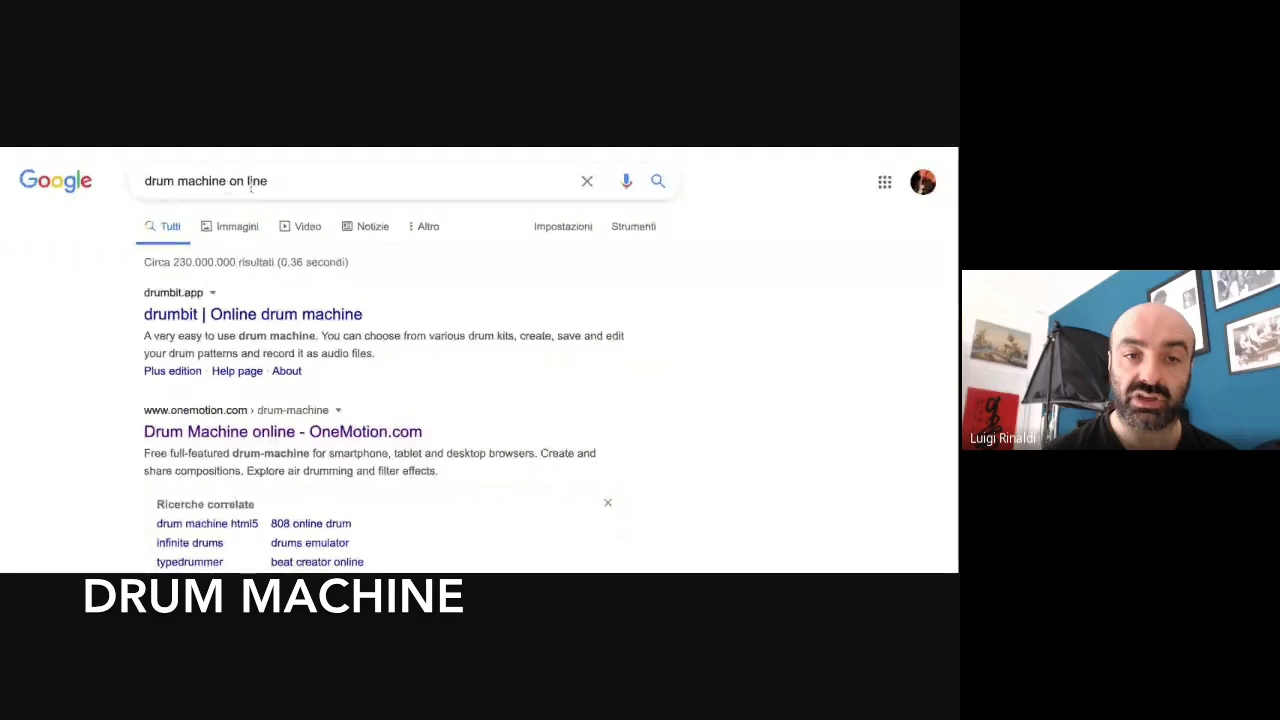 Google
drum machine on line
Tutti Immagini Video Notizie Altro Impostazioni Strumenti
Circa 230.000.000 risultati (0,36 secondi)
drumbit.app
drumbit | Online drum machine
A very easy to use drum machine. You can choose from various drum kits, create, save and edit
your drum patterns and record it as audio files.
Plus edition · Help page · About
www.onemotion.com › drum-machine
Drum Machine online - OneMotion.com
Free full-featured drum-machine for smartphone, tablet and desktop browsers. Create and
share compositions. Explore air drumming and filter effects.
Ricerche correlate
drum machine html5 808 online drum
infinite drums drums emulator
typedrummer beat creator online
DRUM MACHINE
Luigi Rinaldi